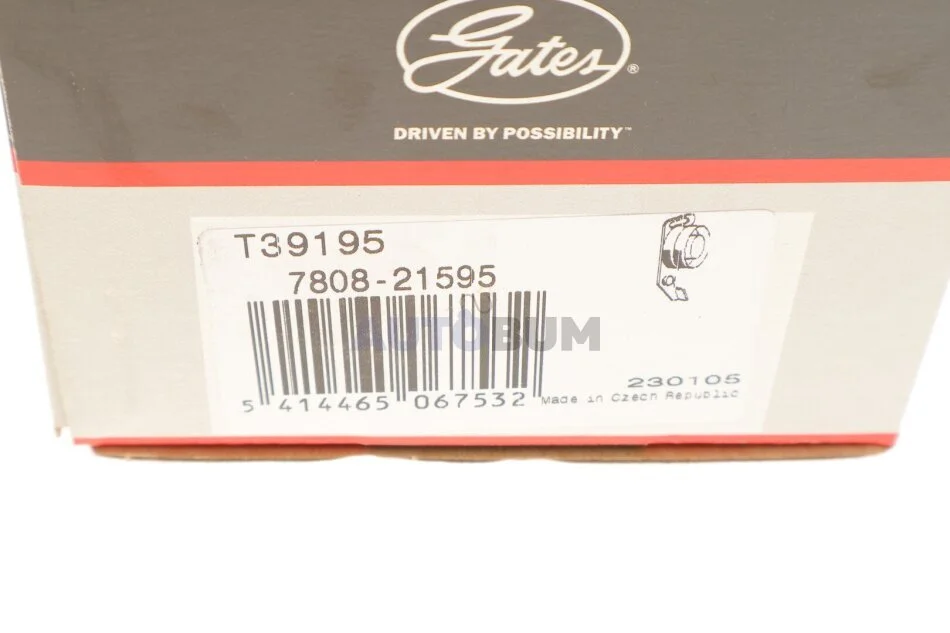 Gates®
DRIVEN BY POSSIBILITY™
T39195
7808-21595
AUTOBUM
5 414465 067532
230105
Made in Czech Republic